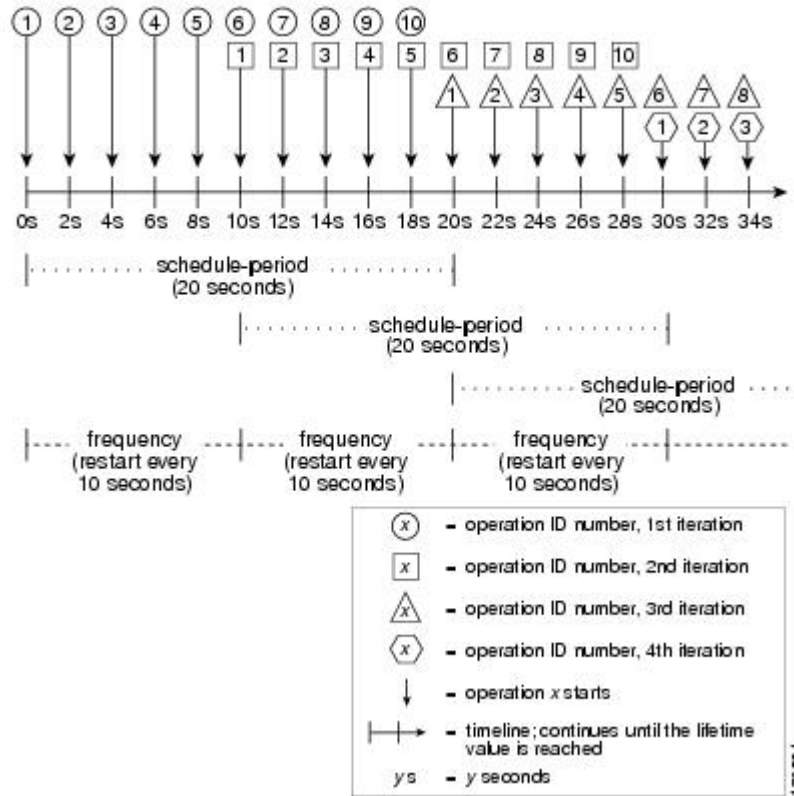 1 2 3 4 5 6 7 8 9 10
1 2 3 4 5 6 7 8 9 10
1 2 3 4 5 6 7 8
1 2 3
0s 2s 4s 6s 8s 10s 12s 14s 16s 18s 20s 22s 24s 26s 28s 30s 32s 34s
schedule-period
(20 seconds)
schedule-period
(20 seconds)
schedule-period
(20 seconds)
frequency
(restart every
10 seconds)
frequency
(restart every
10 seconds)
frequency
(restart every
10 seconds)
x = operation ID number, 1st iteration
x = operation ID number, 2nd iteration
x = operation ID number, 3rd iteration
x = operation ID number, 4th iteration
= operation x starts
= timeline; continues until the lifetime
value is reached
y s = y seconds